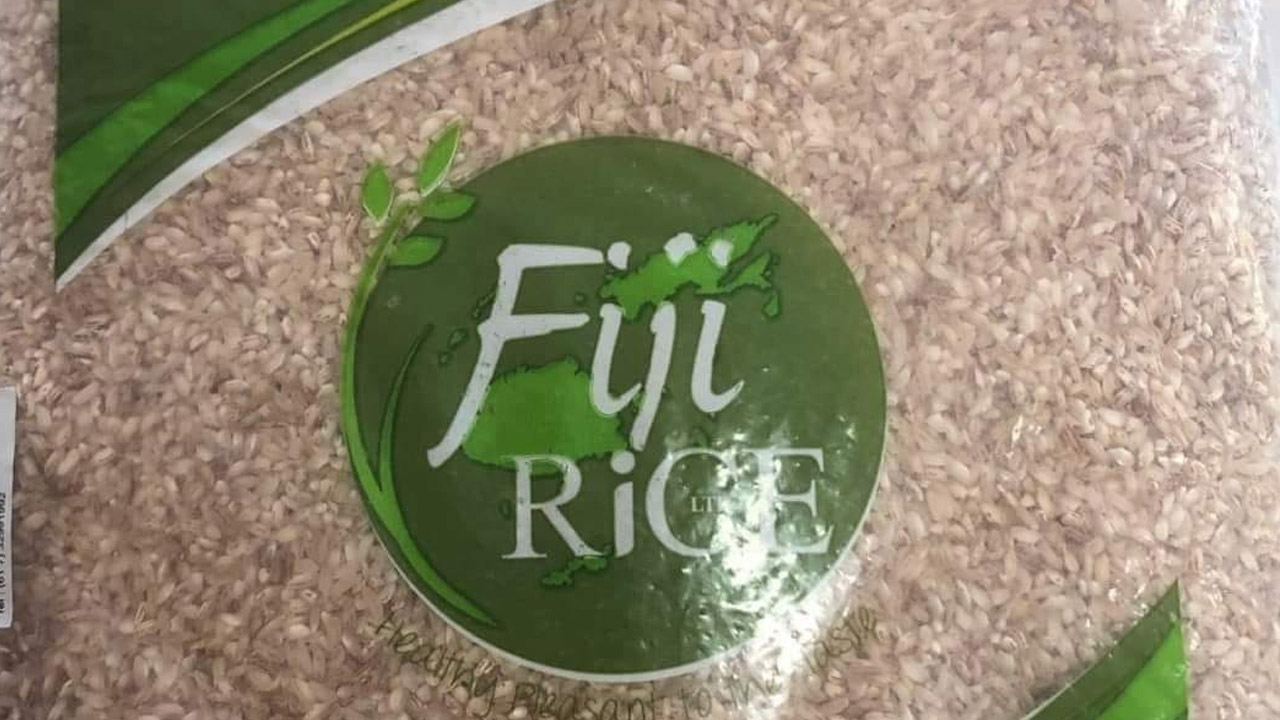 Fiji
RiCE
LTD
Healthy Pleasant to the Taste